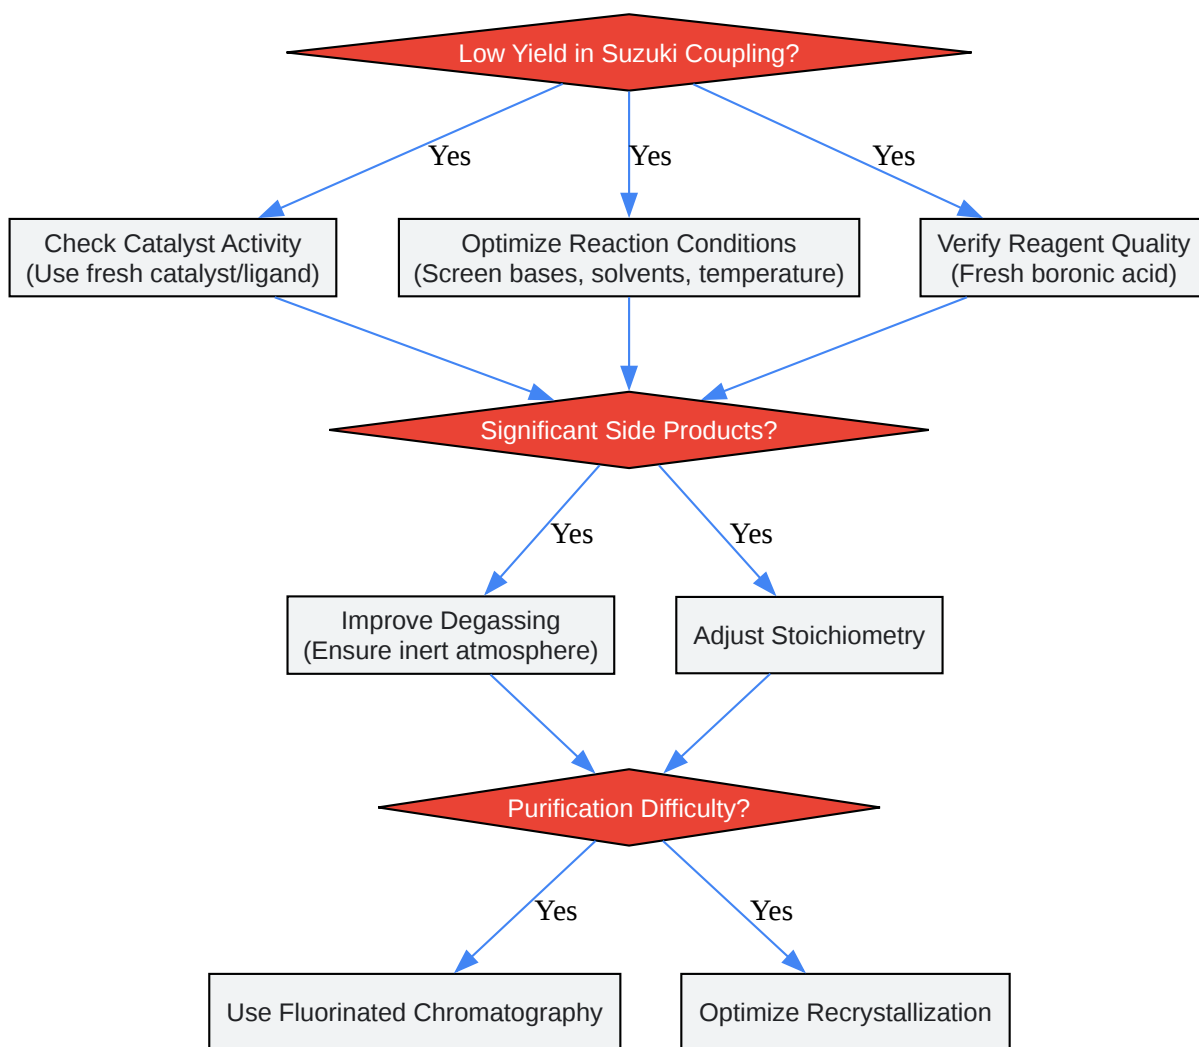 Low Yield in Suzuki Coupling?
Yes
Yes
Yes
Check Catalyst Activity
(Use fresh catalyst/ligand)
Optimize Reaction Conditions
(Screen bases, solvents, temperature)
Verify Reagent Quality
(Fresh boronic acid)
Significant Side Products?
Yes
Yes
Improve Degassing
(Ensure inert atmosphere)
Adjust Stoichiometry
Purification Difficulty?
Yes
Yes
Use Fluorinated Chromatography
Optimize Recrystallization